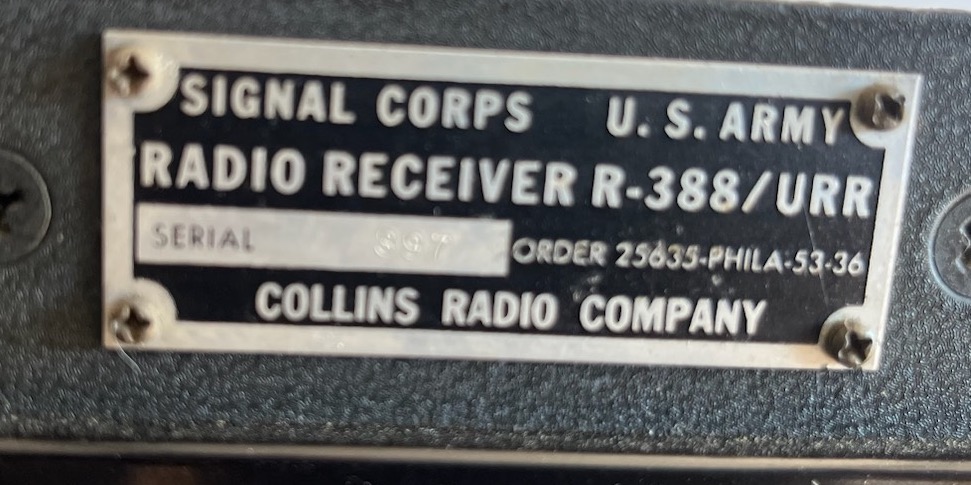 SIGNAL CORPS U. S. ARMY
RADIO RECEIVER R-388/URR
SERIAL ORDER 25635-PHILA-53-36
COLLINS RADIO COMPANY